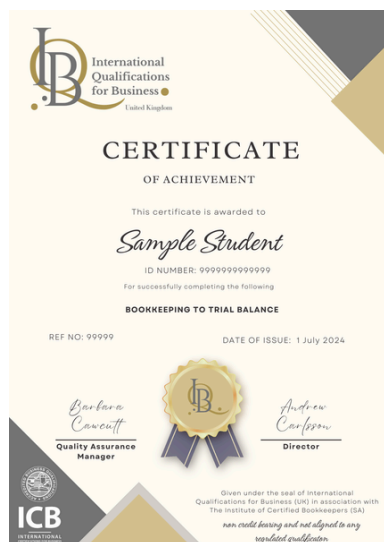 International
Qualifications
for Business
United Kingdom
CERTIFICATE
OF ACHIEVEMENT
This certificate is awarded to
Sample Student
ID NUMBER: 9999999999999
For successfully completing the following
BOOKKEEPING TO TRIAL BALANCE
REF NO: 99999
DATE OF ISSUE: 1 July 2024
IQB
Barbara
Cawcutt
Quality Assurance
Manager
Andrew
Carlsson
Director
ICB
INTERNATIONAL
Given under the seal of International
Qualifications for Business (UK) in association with
The Institute of Certified Bookkeepers (SA)
non credit bearing and not aligned to any
regulated qualification